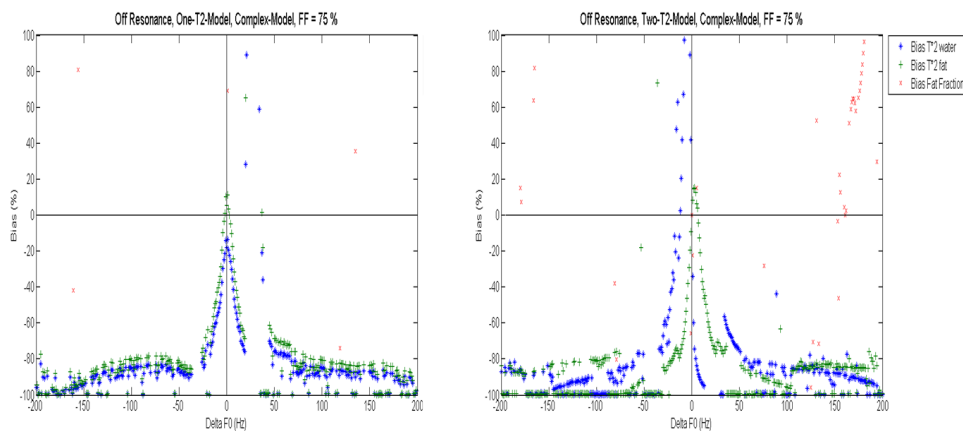 Off Resonance, One-T2-Model, Complex-Model, FF = 75 %
100
80
60
40
20
0
-20
-40
-60
-80
-100
Bias (%)
-200 -150 -100 -50 0 50 100 150 200
Delta F0 (Hz)
Off Resonance, Two-T2-Model, Complex-Model, FF = 75 %
100
80
60
40
20
0
-20
-40
-60
-80
-100
Bias (%)
-200 -150 -100 -50 0 50 100 150 200
Delta F0 (Hz)
Bias T*2 water
Bias T*2 fat
Bias Fat Fraction